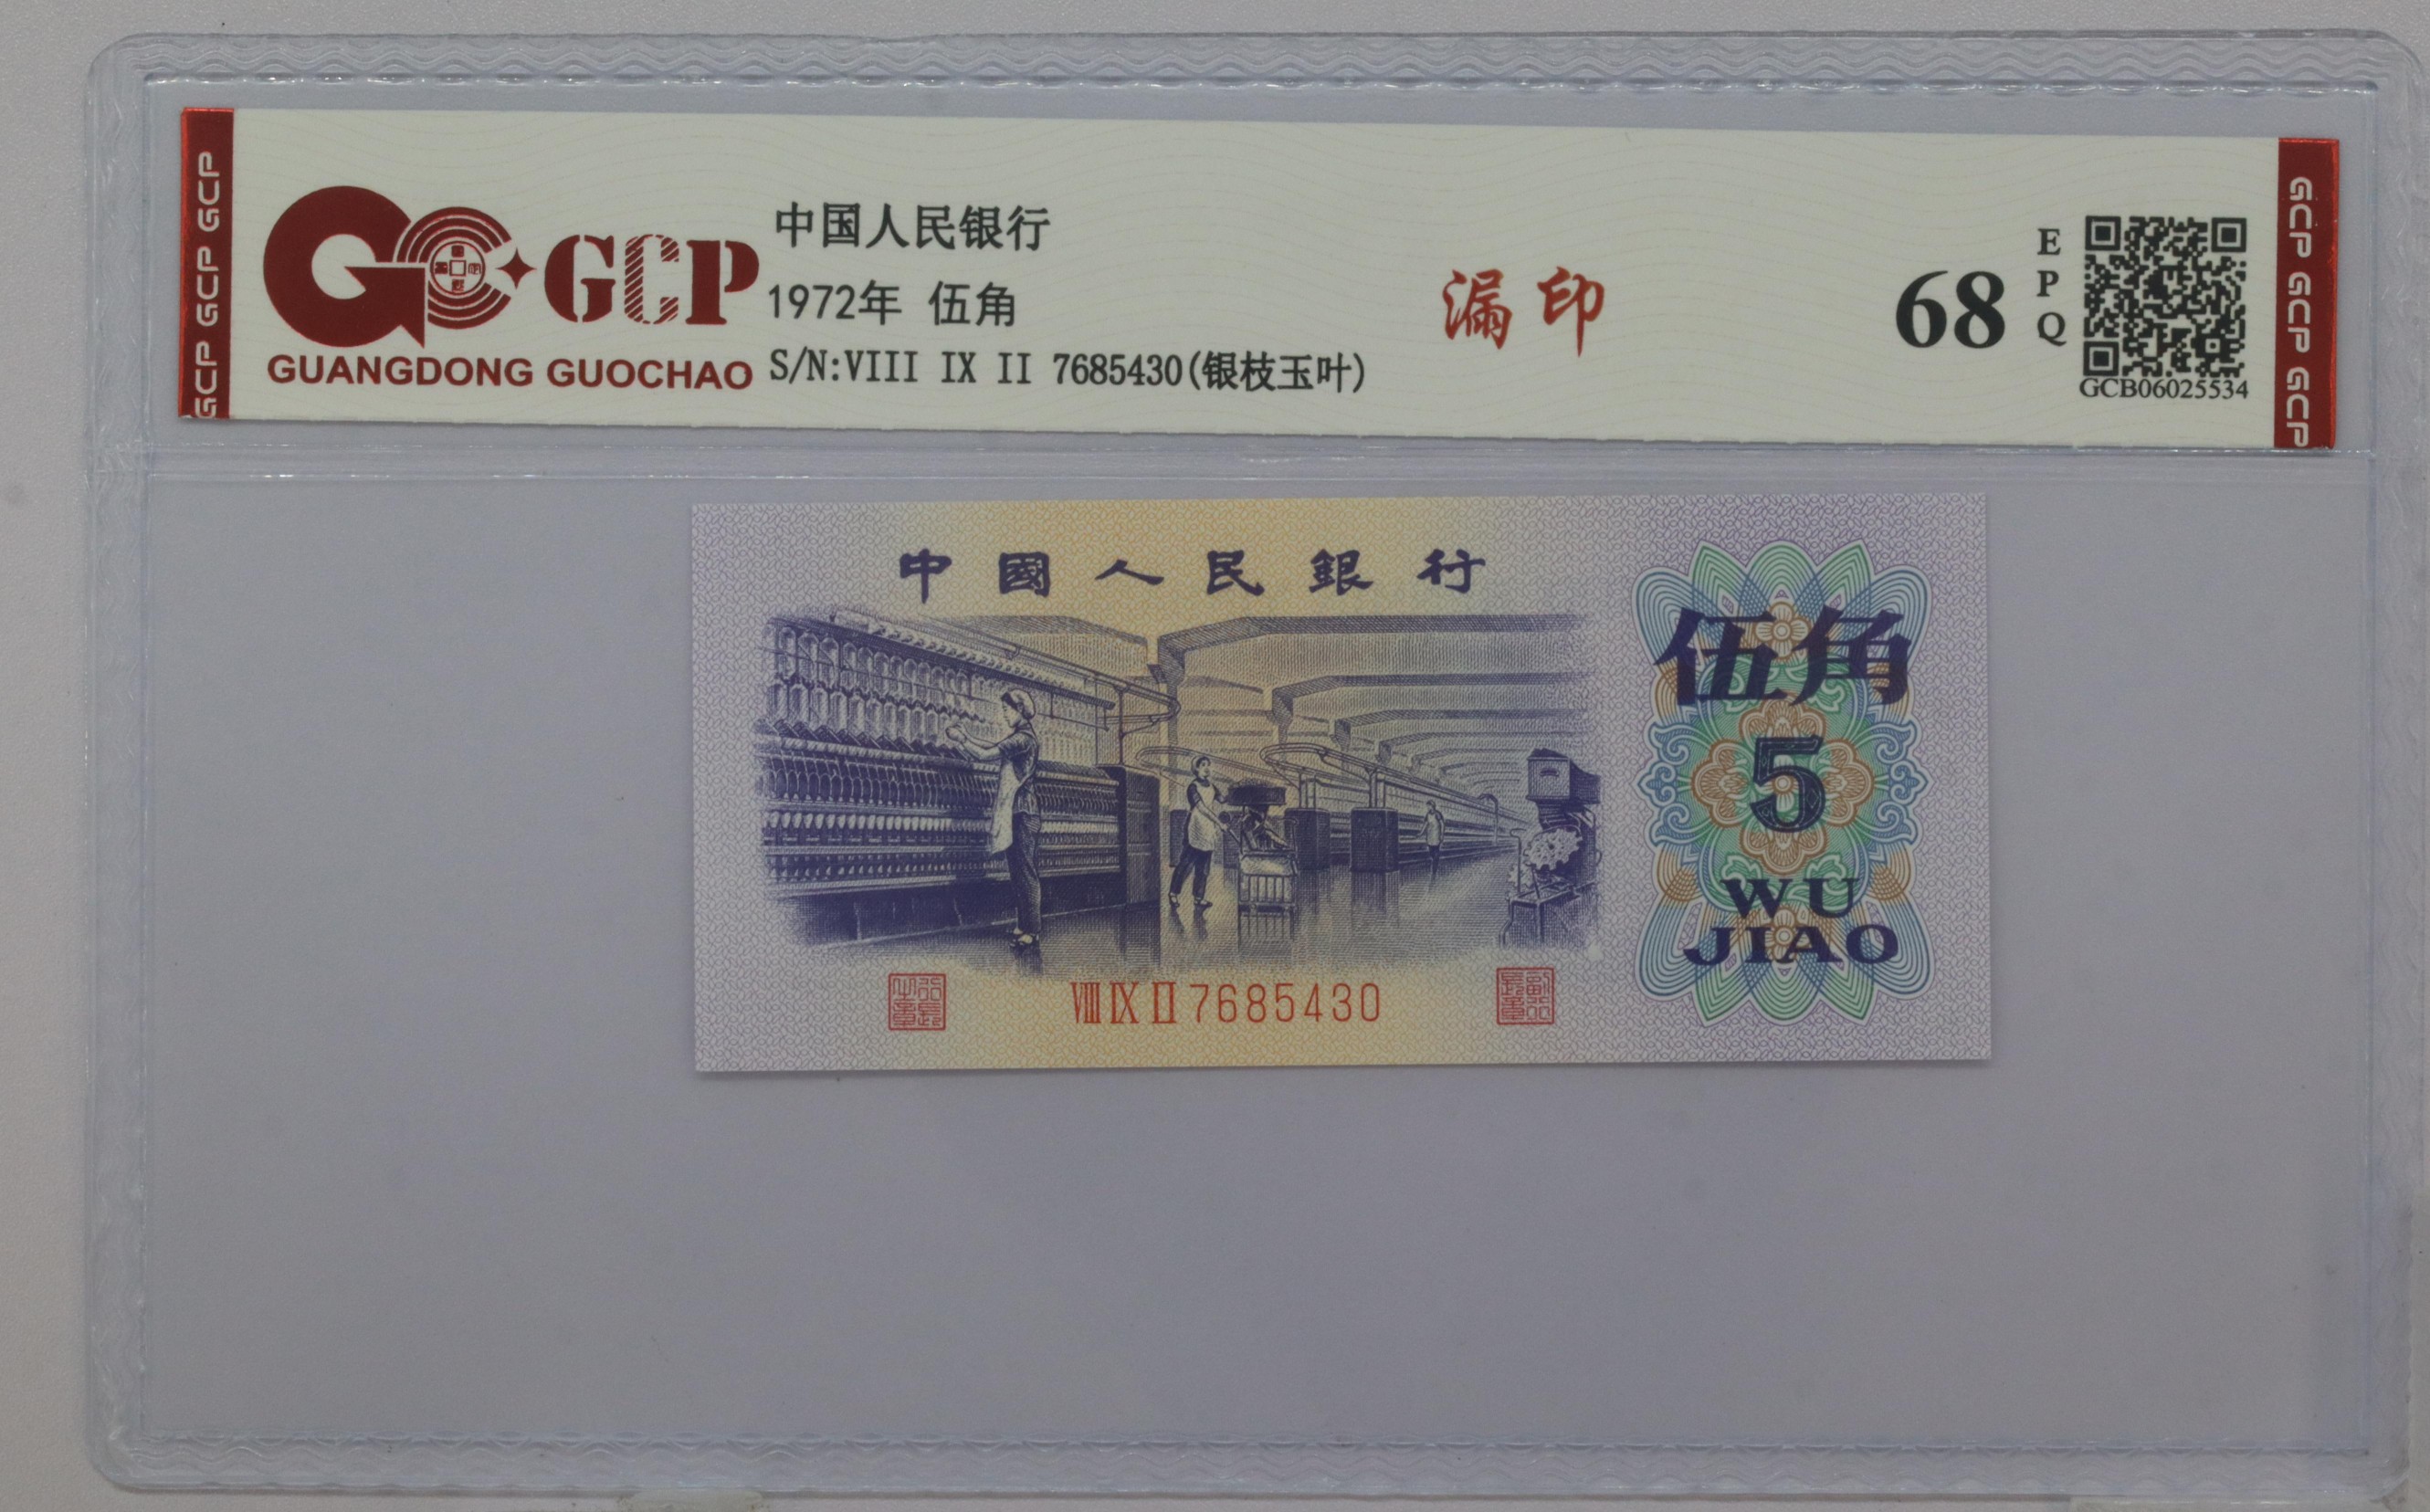 GCP GCP GCP
GCP
GUANGDONG GUOCHAO
中国人民银行
1972年 伍角
S/N:VIII IX II 7685430(银枝玉叶)
漏印
68
EPQ
GCB06025534
GCP GCP GCP
中國人民銀行
伍角
5
WU
JIAO
VIII IX II 7685430